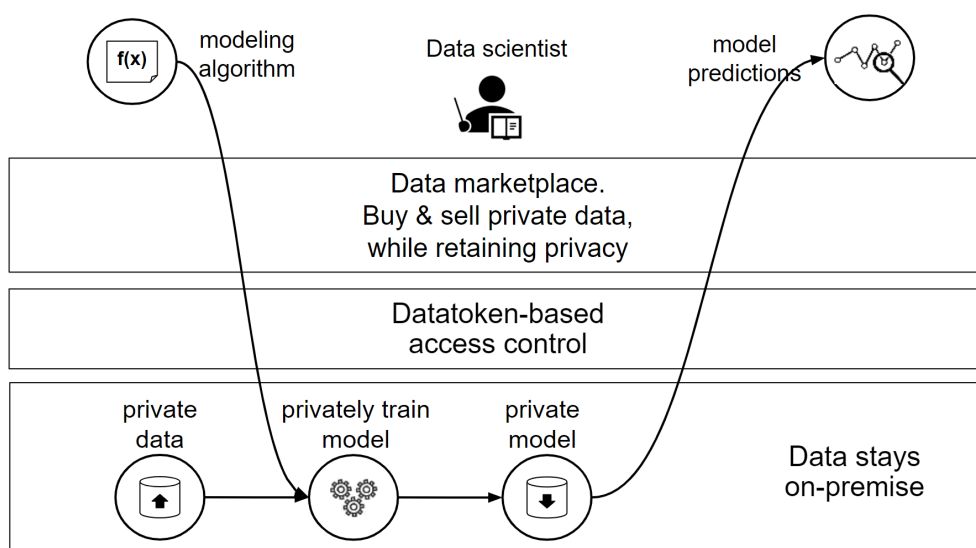 f(x)
modeling
algorithm
Data scientist
model
predictions
Data marketplace.
Buy & sell private data,
while retaining privacy
Datatoken-based
access control
private
data
privately train
model
private
model
Data stays
on-premise